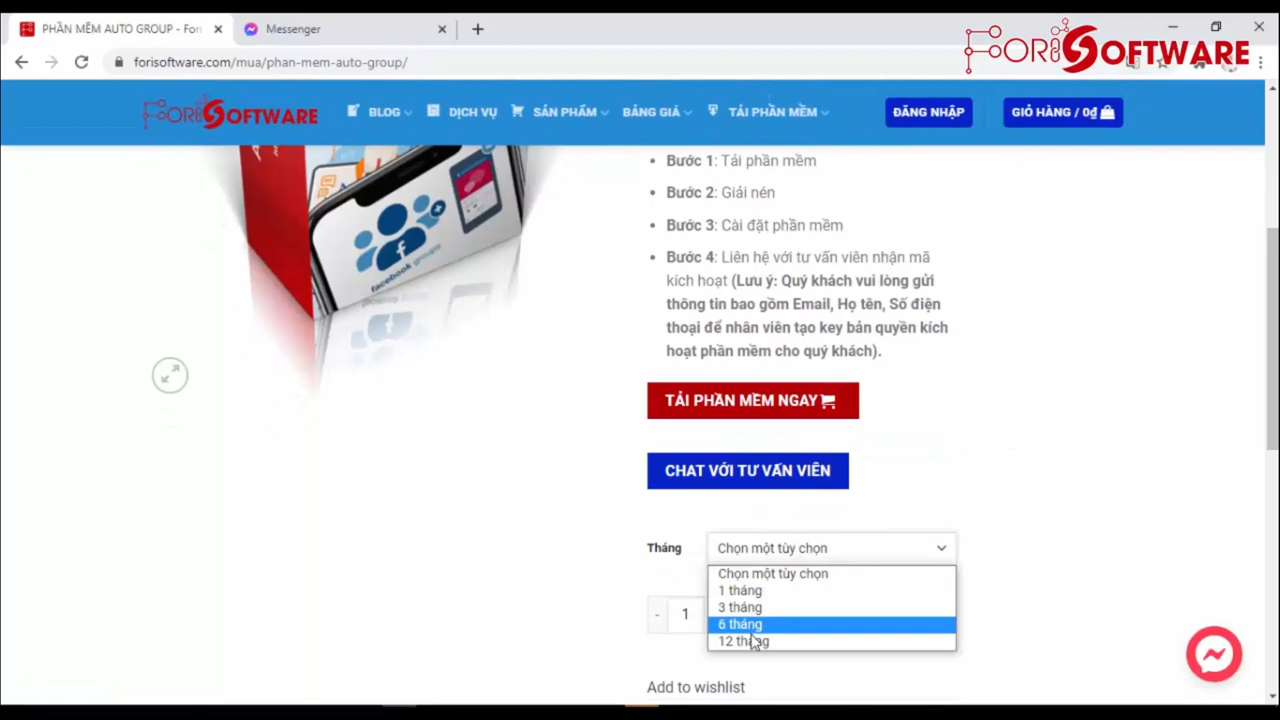 PHẦN MỀM AUTO GROUP - Fori
Messenger
FORISOFTWARE
forisoftware.com/mua/phan-mem-auto-group/
FORISOFTWARE
BLOG
DỊCH VỤ
SẢN PHẨM
BẢNG GIÁ
TẢI PHẦN MỀM
ĐĂNG NHẬP
GIỎ HÀNG / 0₫
facebook groups
Bước 1: Tải phần mềm
Bước 2: Giải nén
Bước 3: Cài đặt phần mềm
Bước 4: Liên hệ với tư vấn viên nhận mã
kích hoạt (Lưu ý: Quý khách vui lòng gửi
thông tin bao gồm Email, Họ tên, Số điện
thoại để nhân viên tạo key bản quyền kích
hoạt phần mềm cho quý khách).
TẢI PHẦN MỀM NGAY
CHAT VỚI TƯ VẤN VIÊN
Tháng
Chọn một tùy chọn
Chọn một tùy chọn
1 tháng
3 tháng
6 tháng
12 tháng
- 1
Add to wishlist